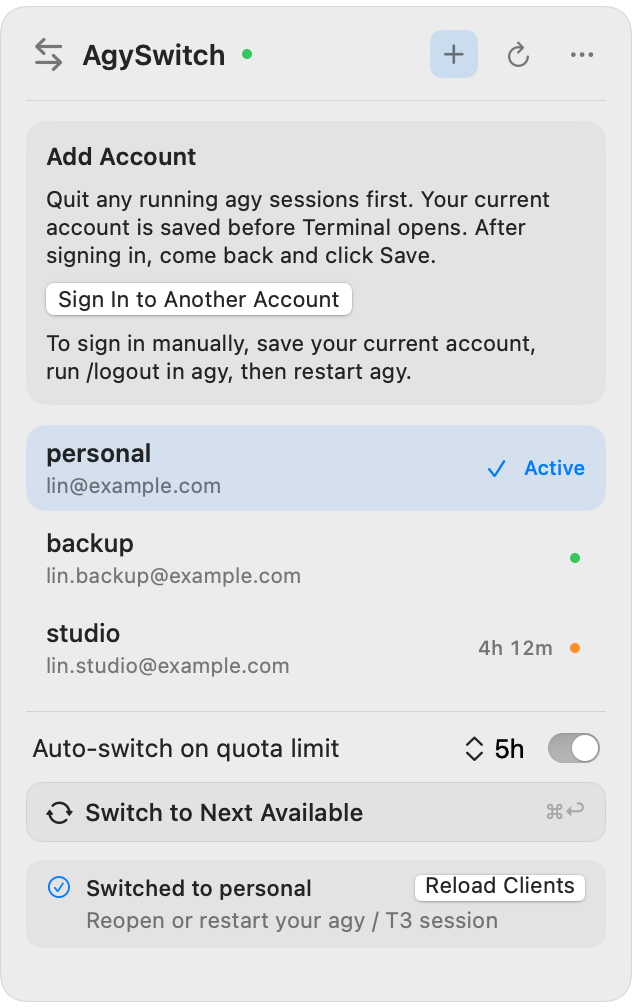 AgySwitch
Add Account
Quit any running agy sessions first. Your current
account is saved before Terminal opens. After
signing in, come back and click Save.
Sign In to Another Account
To sign in manually, save your current account,
run /logout in agy, then restart agy.
personal
lin@example.com
Active
backup
lin.backup@example.com
studio
lin.studio@example.com
4h 12m
Auto-switch on quota limit
5h
Switch to Next Available
⌘↩
Switched to personal
Reload Clients
Reopen or restart your agy / T3 session